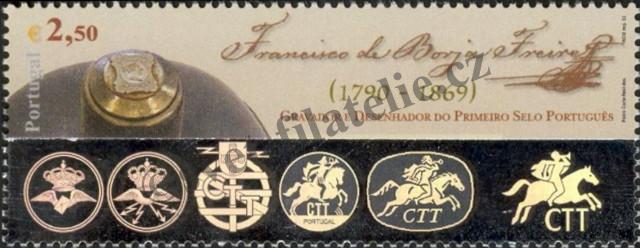 €2,50
Portugal
Francisco de Borja Freire
(1790 - 1869)
GRAVADOR E DESENHADOR DO PRIMEIRO SELO PORTUGUÊS
filatelie.cz
CTT
CTT
PORTUGAL
CTT
CTT